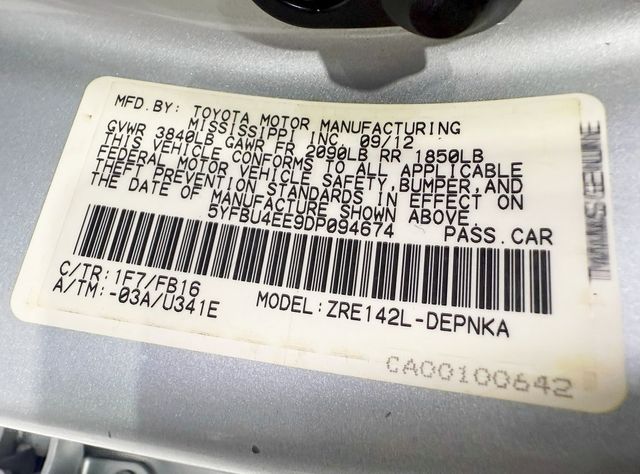 MFD.BY: TOYOTA MOTOR MANUFACTURING
MISSISSIPPI INC. 09/12
GVWR 3840LB GAWR FR 2090LB RR 1850LB
THIS VEHICLE CONFORMS TO ALL APPLICABLE
FEDERAL MOTOR VEHICLE SAFETY,BUMPER,AND
THEFT PREVENTION STANDARDS IN EFFECT ON
THE DATE OF MANUFACTURE SHOWN ABOVE.
5YFBU4EE9DP094674 PASS.CAR
C/TR:1F7/FB16
A/TM:-03A/U341E
MODEL:ZRE142L-DEPNKA
CA00100642
GENUINE